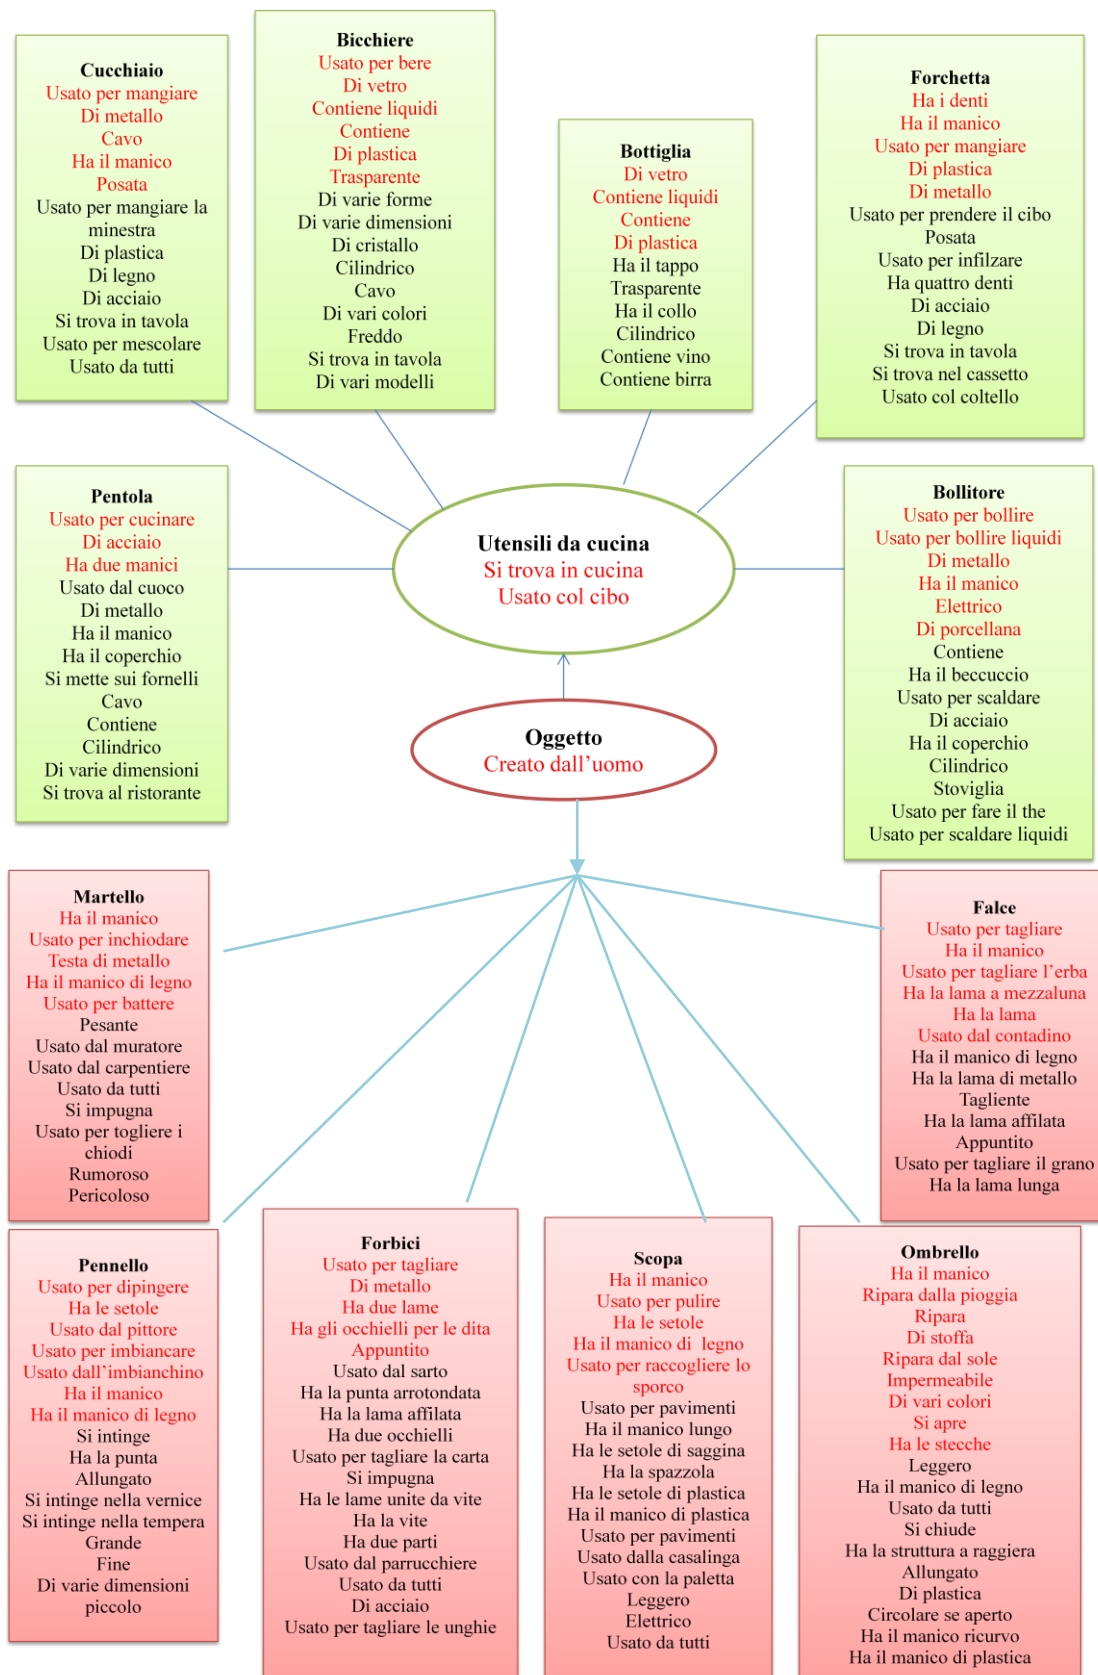 Cucchiaio
Usato per mangiare
Di metallo
Cavo
Ha il manico
Posata
Usato per mangiare la
minestra
Di plastica
Di legno
Di acciaio
Si trova in tavola
Usato per mescolare
Usato da tutti
Bicchiere
Usato per bere
Di vetro
Contiene liquidi
Contiene
Di plastica
Trasparente
Di varie forme
Di varie dimensioni
Di cristallo
Cilindrico
Cavo
Di vari colori
Freddo
Si trova in tavola
Di vari modelli
Bottiglia
Di vetro
Contiene liquidi
Contiene
Di plastica
Ha il tappo
Trasparente
Ha il collo
Cilindrico
Contiene vino
Contiene birra
Forchetta
Ha i denti
Ha il manico
Usato per mangiare
Di plastica
Di metallo
Usato per prendere il cibo
Posata
Usato per infilzare
Ha quattro denti
Di acciaio
Di legno
Si trova in tavola
Si trova nel cassetto
Usato col coltello
Pentola
Usato per cucinare
Di acciaio
Ha due manici
Usato dal cuoco
Di metallo
Ha il manico
Ha il coperchio
Si mette sui fornelli
Cavo
Contiene
Cilindrico
Di varie dimensioni
Si trova al ristorante
Utensili da cucina
Si trova in cucina
Usato col cibo
Oggetto
Creato dall'uomo
Bollitore
Usato per bollire
Usato per bollire liquidi
Di metallo
Ha il manico
Elettrico
Di porcellana
Contiene
Ha il beccuccio
Usato per scaldare
Di acciaio
Ha il coperchio
Cilindrico
Stoviglia
Usato per fare il the
Usato per scaldare liquidi
Martello
Ha il manico
Usato per inchiodare
Testa di metallo
Ha il manico di legno
Usato per battere
Pesante
Usato dal muratore
Usato dal carpentiere
Usato da tutti
Si impugna
Usato per togliere i
chiodi
Rumoroso
Pericoloso
Falce
Usato per tagliare
Ha il manico
Usato per tagliare l'erba
Ha la lama a mezzaluna
Ha la lama
Usato dal contadino
Ha il manico di legno
Ha la lama di metallo
Tagliente
Ha la lama affilata
Appuntito
Usato per tagliare il grano
Ha la lama lunga
Pennello
Usato per dipingere
Ha le setole
Usato dal pittore
Usato per imbiancare
Usato dall'imbianchino
Ha il manico
Ha il manico di legno
Si intinge
Ha la punta
Allungato
Si intinge nella vernice
Si intinge nella tempera
Grande
Fine
Di varie dimensioni
piccolo
Forbici
Usato per tagliare
Di metallo
Ha due lame
Ha gli occhielli per le dita
Appuntito
Usato dal sarto
Ha la punta arrotondata
Ha la lama affilata
Ha due occhielli
Usato per tagliare la carta
Si impugna
Ha le lame unite da vite
Ha la vite
Ha due parti
Usato dal parrucchiere
Usato da tutti
Di acciaio
Usato per tagliare le unghie
Scopa
Ha il manico
Usato per pulire
Ha le setole
Ha il manico di legno
Usato per raccogliere lo
sporco
Usato per pavimenti
Ha il manico lungo
Ha le setole di saggina
Ha la spazzola
Ha le setole di plastica
Ha il manico di plastica
Usato per pavimenti
Usato dalla casalinga
Usato con la paletta
Leggero
Elettrico
Usato da tutti
Ombrello
Ha il manico
Ripara dalla pioggia
Ripara
Di stoffa
Ripara dal sole
Impermeabile
Di vari colori
Si apre
Ha le stecche
Leggero
Ha il manico di legno
Usato da tutti
Si chiude
Ha la struttura a raggiera
Allungato
Di plastica
Circolare se aperto
Ha il manico ricurvo
Ha il manico di plastica